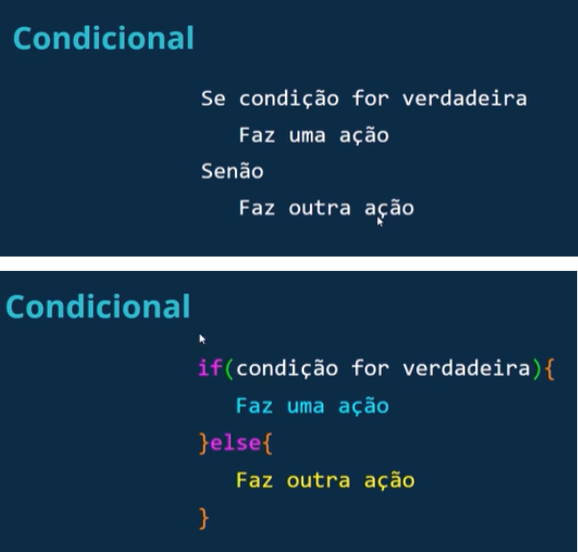 Condicional
Se condição for verdadeira
Faz uma ação
Senão
Faz outra ação
Condicional
if(condição for verdadeira){
Faz uma ação
}else{
Faz outra ação
}